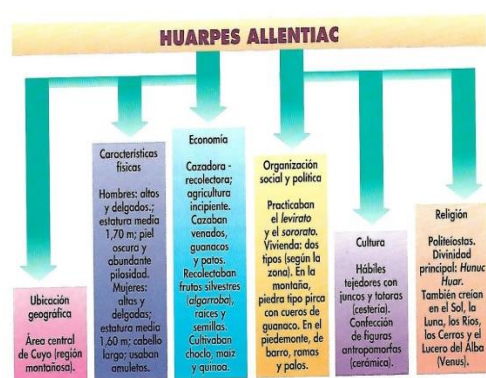 HUARPES ALLENTIAC
Ubicación
geográfica
Área central
de Cuyo (región
montañosa).
Características
físicas
Hombres: altos
y delgados.;
estatura media
1,70 m; piel
oscura y
abundante
pilosidad.
Mujeres:
altas y
delgadas;
estatura media
1,60 m; cabello
largo; usaban
amuletos.
Economía
Cazadora -
recolectora;
agricultura
incipiente.
Cazaban
venados,
guanacos
y patos.
Recolectaban
frutos silvestres
(algarroba),
raíces y
semillas.
Cultivaban
choclo, maíz
y quinoa.
Organización
social y política
Practicaban
el levirato
y el sororato.
Vivienda: dos
tipos (según la
zona). En la
montaña,
piedra tipo pirca
con cueros de
guanaco. En el
piedemonte, de
barro, ramas
y palos.
Cultura
Hábiles
tejedores con
juncos y totoras
(cestería).
Confección
de figuras
antropomorfas
(cerámica).
Religión
Politeíostas.
Divinidad
principal: Hunuc
Huar.
También creían
en el Sol, la
Luna, los Ríos,
los Cerros y el
Lucero del Alba
(Venus).